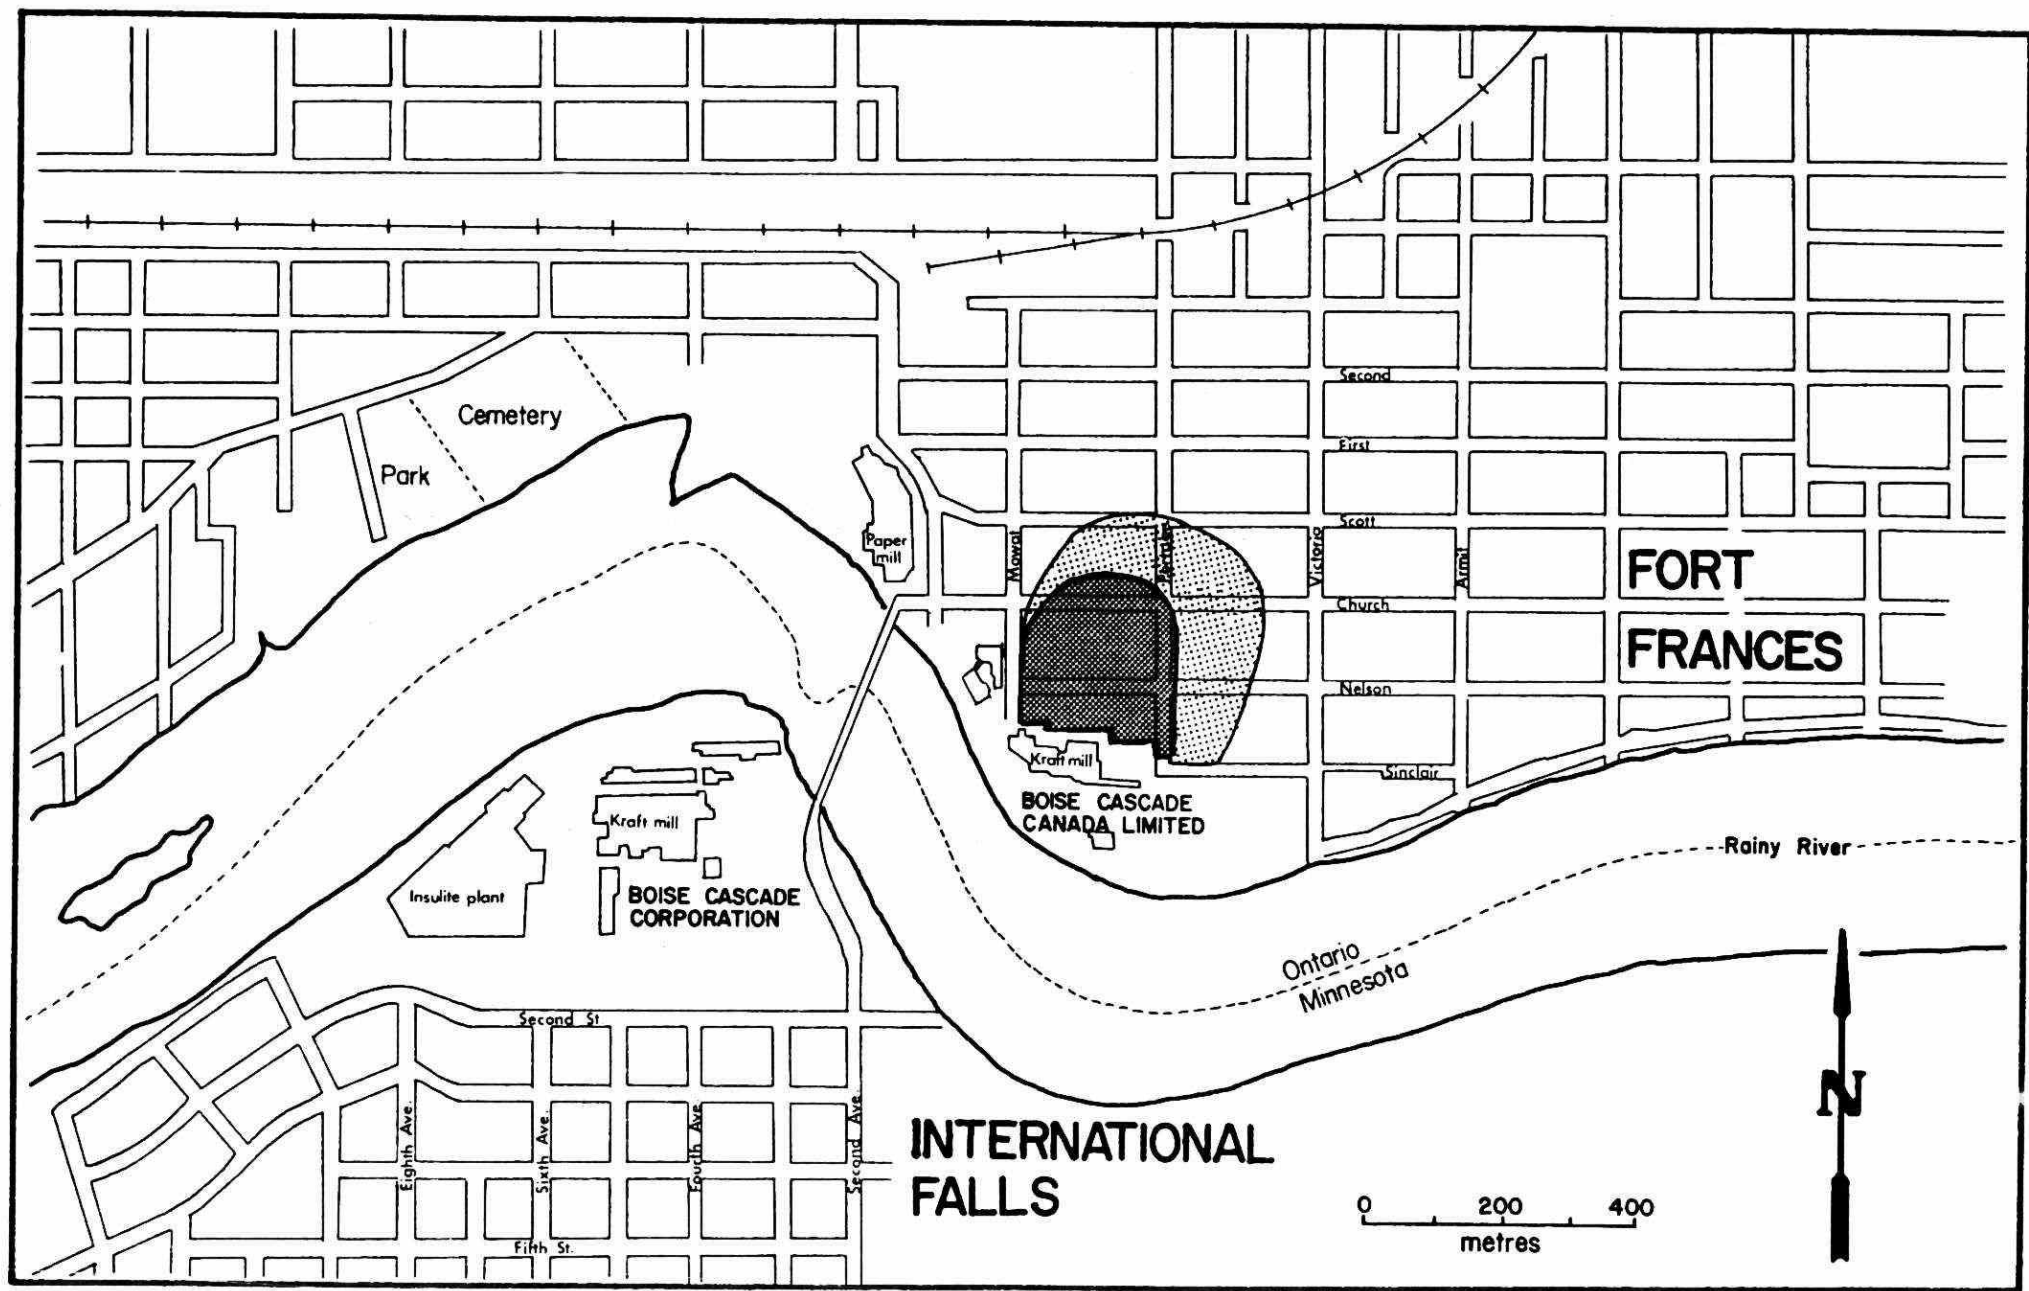 Second
Cemetery
First
Park
Scott
Paper
mill
Mowat
Portage
Victoria
Armit
FORT
FRANCES
Church
Nelson
Kraft mill
Sinclair
BOISE CASCADE
CANADA LIMITED
Kraft mill
Rainy River
Insulite plant
BOISE CASCADE
CORPORATION
Ontario
Minnesota
Second St
N
Eighth Ave.
Sixth Ave.
Fourth Ave
Second Ave.
INTERNATIONAL
FALLS
0 200 400
metres
Fifth St.